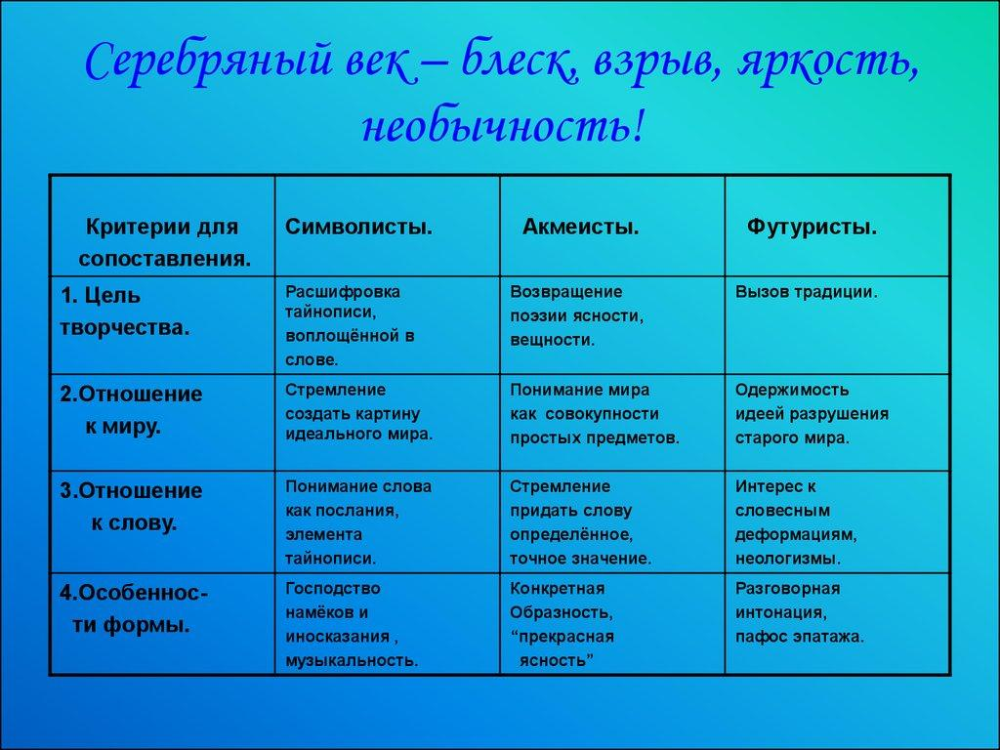 Серебряный век – блеск, взрыв, яркость,
необычность!
Критерии для
сопоставления.
Символисты.
Акмеисты.
Футуристы.
1. Цель
творчества.
Расшифровка
тайнописи,
воплощённой в
слове.
Возвращение
поэзии ясности,
вещности.
Вызов традиции.
2.Отношение
к миру.
Стремление
создать картину
идеального мира.
Понимание мира
как совокупности
простых предметов.
Одержимость
идеей разрушения
старого мира.
3.Отношение
к слову.
Понимание слова
как послания,
элемента
тайнописи.
Стремление
придать слову
определённое,
точное значение.
Интерес к
словесным
деформациям,
неологизмы.
4.Особеннос-
ти формы.
Господство
намёков и
иносказания ,
музыкальность.
Конкретная
Образность,
“прекрасная
ясность”
Разговорная
интонация,
пафос эпатажа.